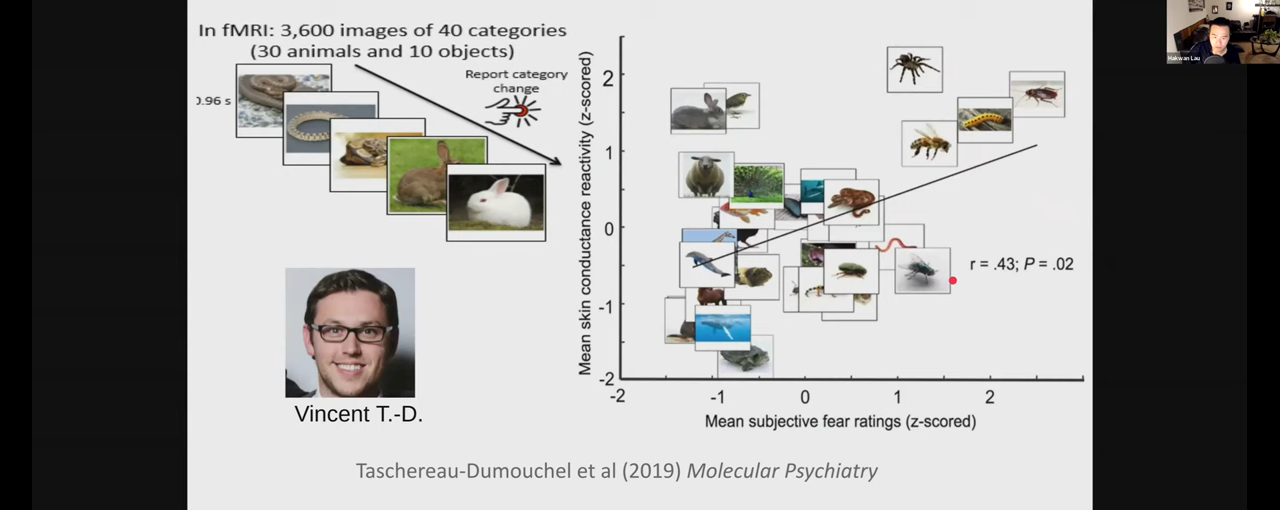 In fMRI: 3,600 images of 40 categories
(30 animals and 10 objects)
Report category
change
0.96 s
Vincent T.-D.
Mean skin conductance reactivity (z-scored)
2
1
0
-1
-2
-2
-1
0
1
2
Mean subjective fear ratings (z-scored)
r = .43; P = .02
Taschereau-Dumouchel et al (2019) Molecular Psychiatry
Hakwan Lau